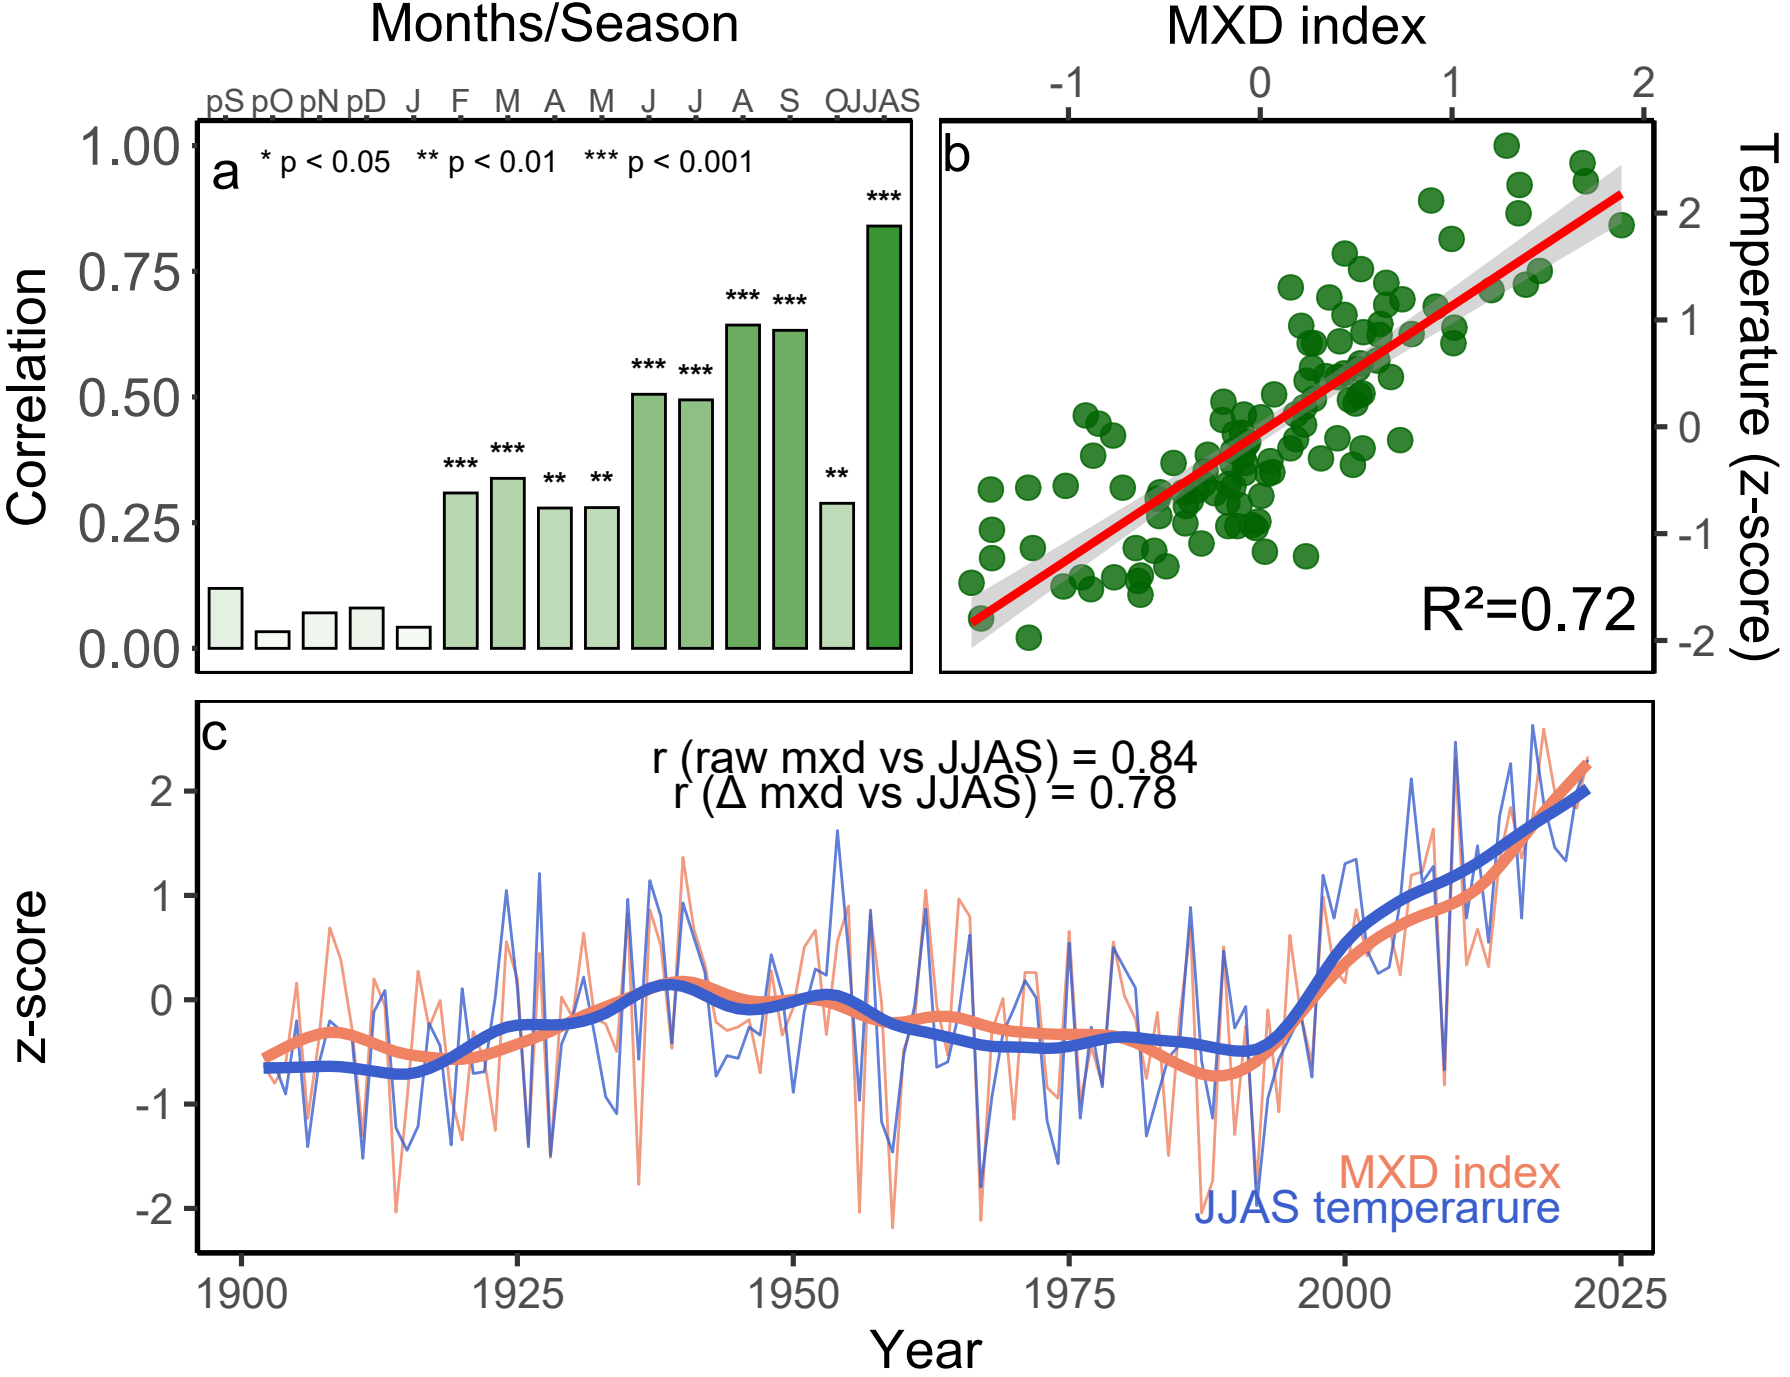 Months/Season
pS pO pN pD J F M A M J J A S O JJAS
1.00
0.75
0.50
0.25
0.00
Correlation
a
* p < 0.05 ** p < 0.01 *** p < 0.001
***
***
**
**
***
***
***
***
**
***
MXD index
-1 0 1 2
b
2
1
0
-1
-2
Temperature (z-score)
R²=0.72
c
r (raw mxd vs JJAS) = 0.84
r (Δ mxd vs JJAS) = 0.78
2
1
0
-1
-2
z-score
MXD index
JJAS temperarure
1900 1925 1950 1975 2000 2025
Year